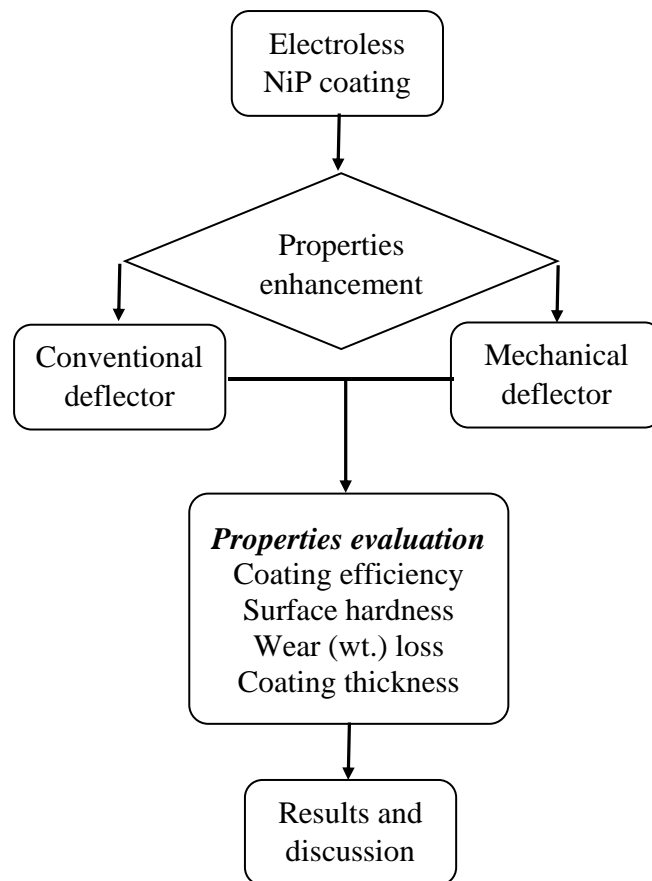 Electroless
NiP coating
Properties
enhancement
Conventional
deflector
Mechanical
deflector
Properties evaluation
Coating efficiency
Surface hardness
Wear (wt.) loss
Coating thickness
Results and
discussion